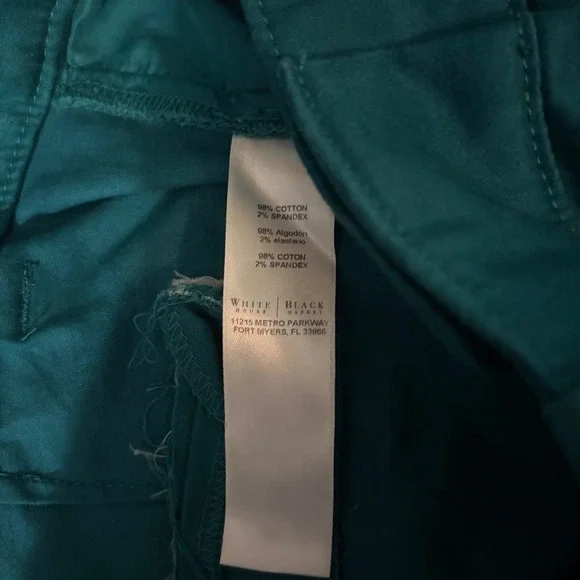 98% COTTON
2% SPANDEX
98% Algodón
2% elastano
98% COTON
2% SPANDEX
WHITE HOUSE | BLACK MARKET
11215 METRO PARKWAY
FORT MYERS, FL 33966